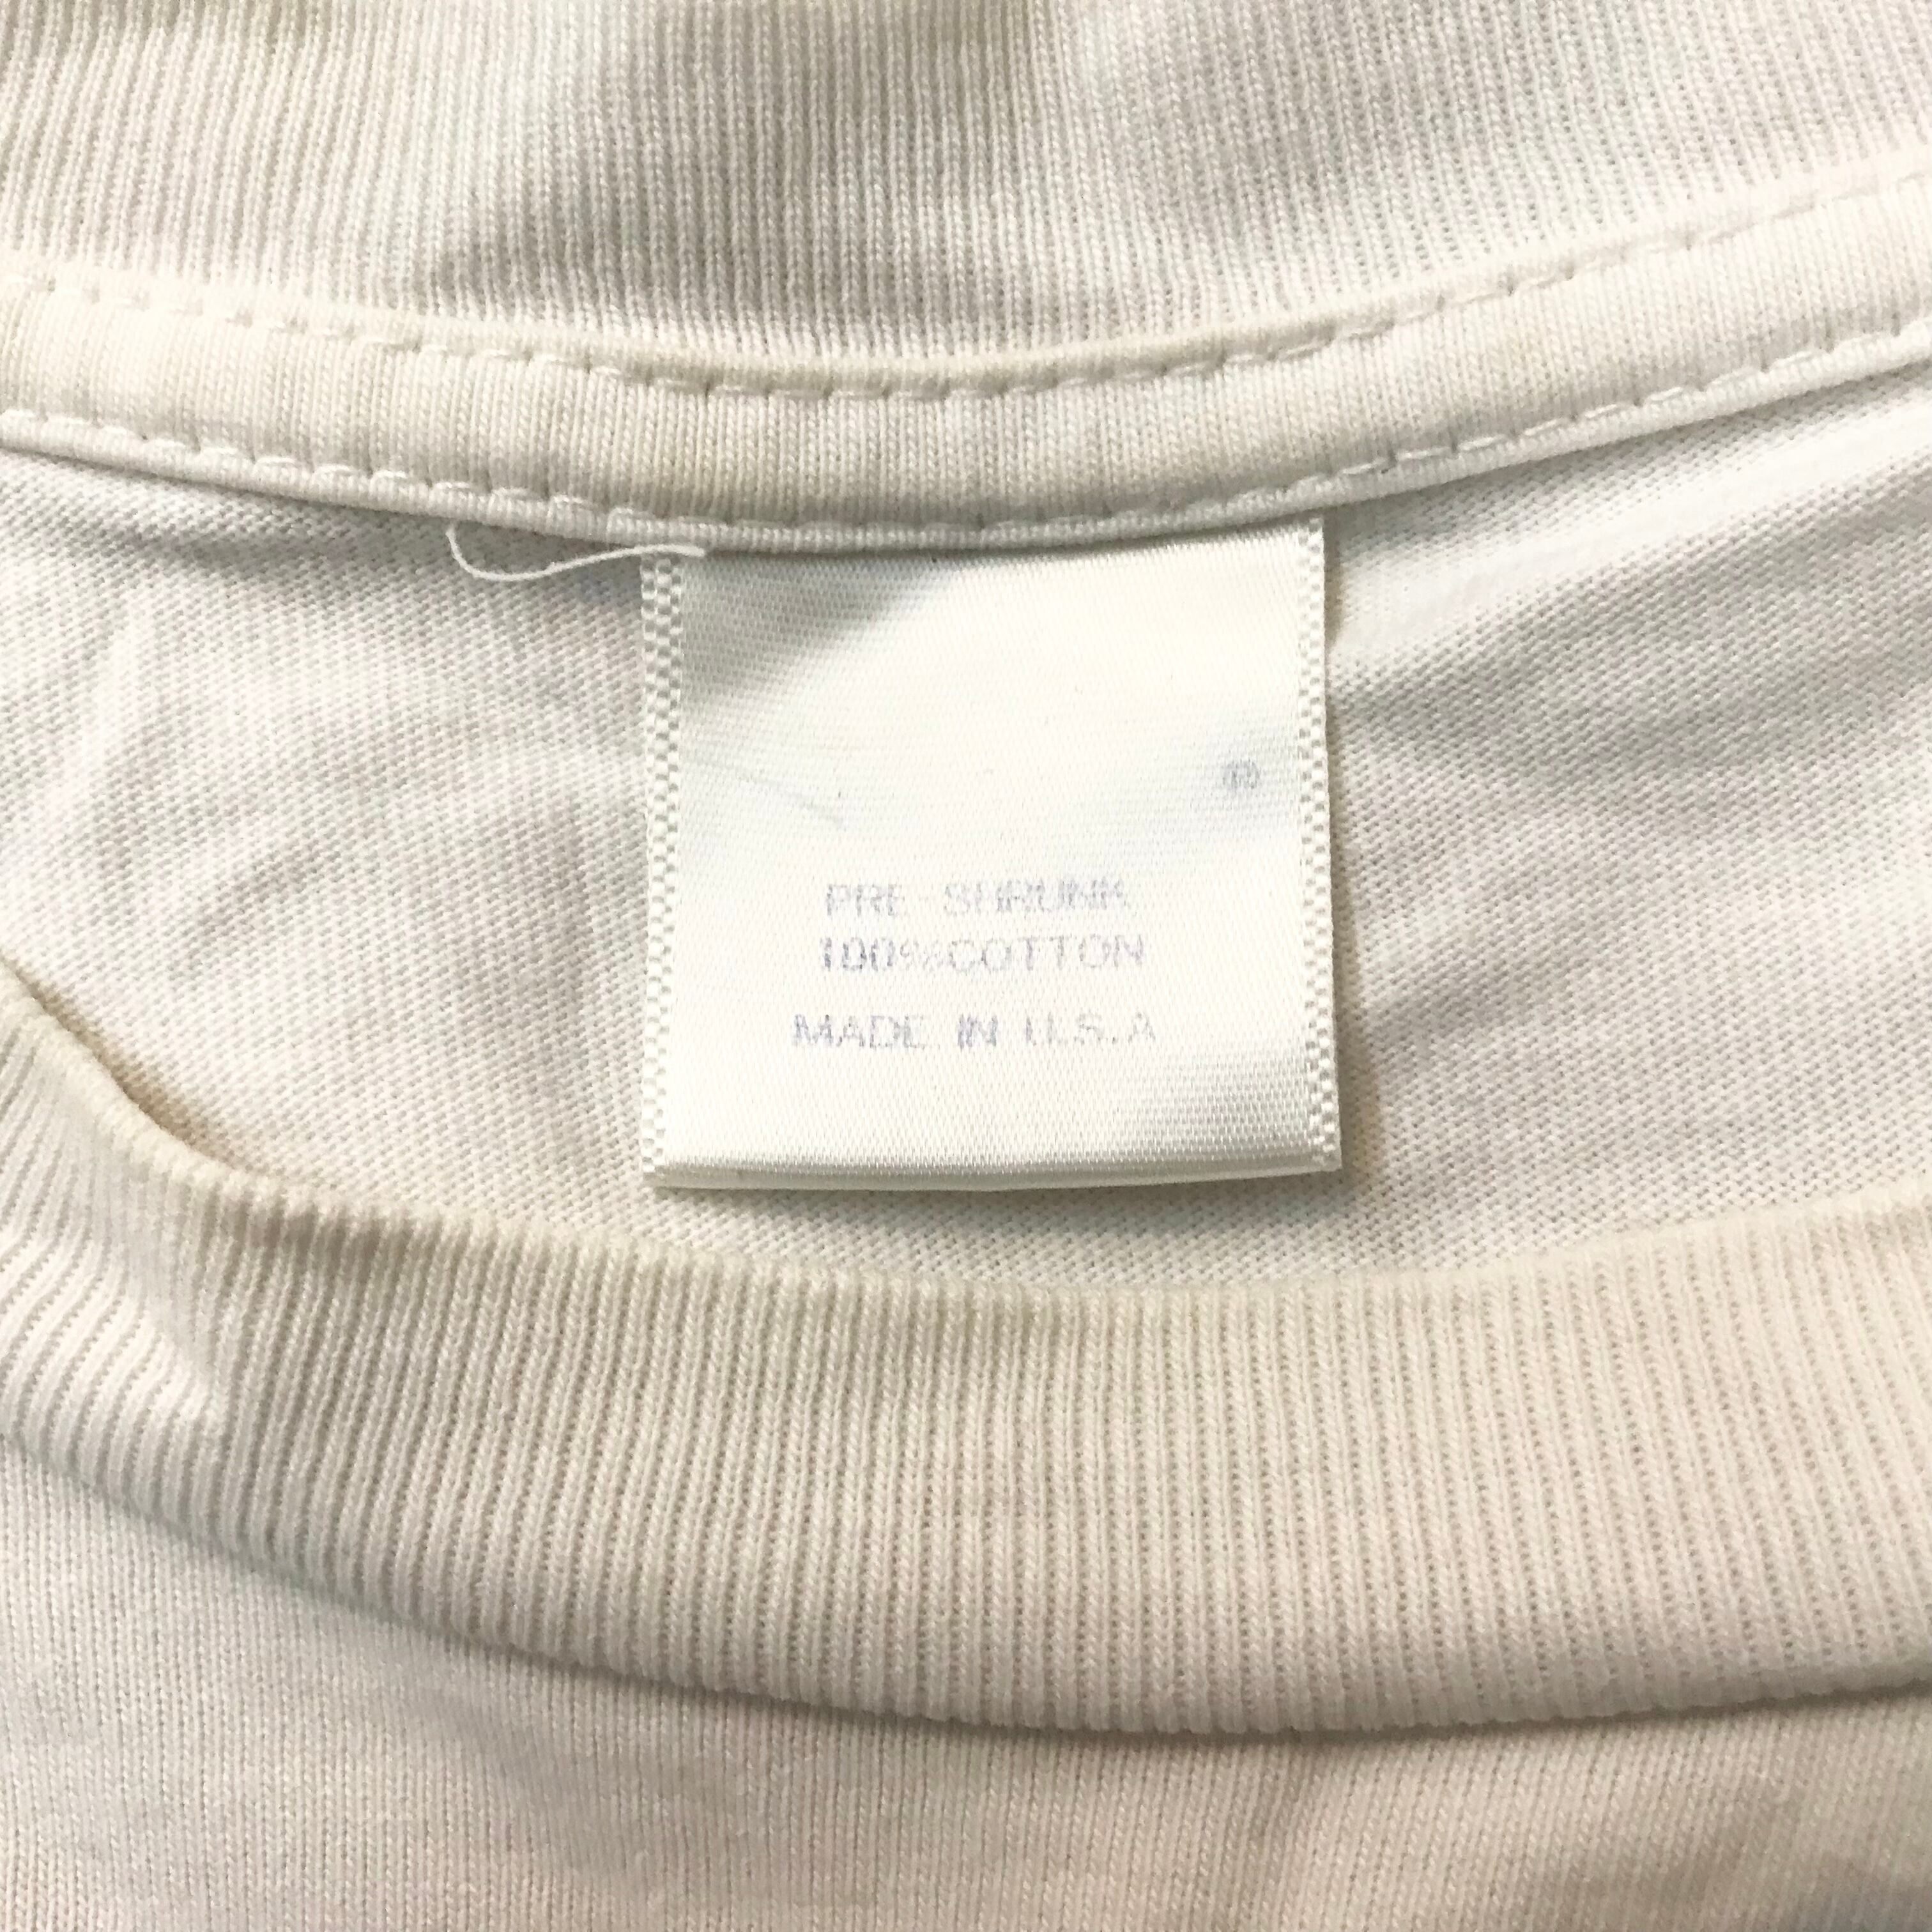 ®
PRE-SHRUNK
100%COTTON
MADE IN U.S.A